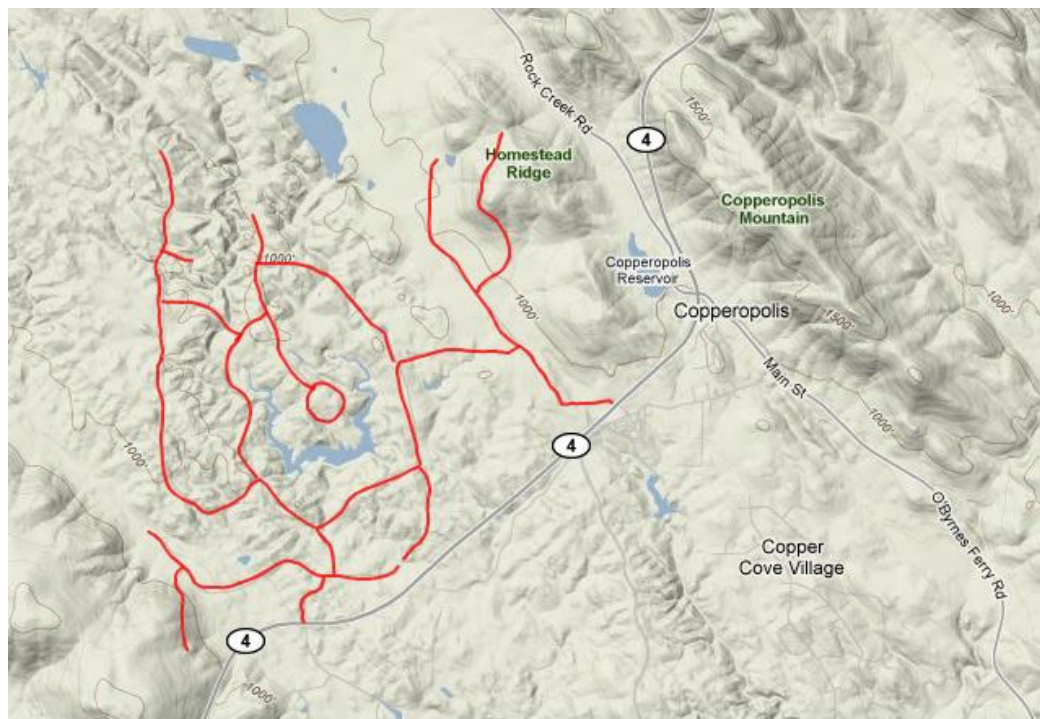 Rock Creek Rd
1500'
4
Homestead
Ridge
Copperopolis
Mountain
1000'
Copperopolis
Reservoir
1000'
1000'
Copperopolis
1500'
Main St
1000'
4
1000'
O'Byrnes Ferry Rd
Copper
Cove Village
4
1000'